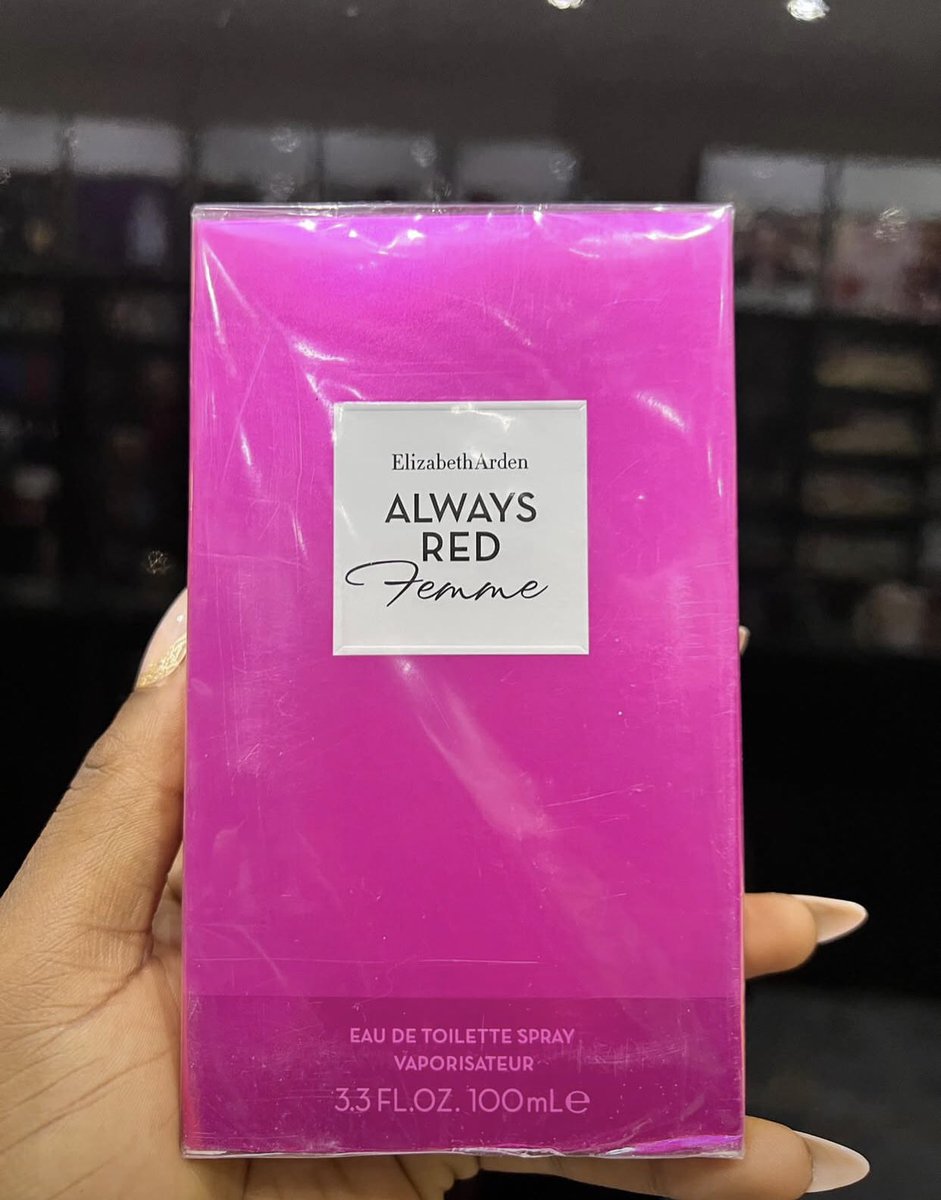 ElizabethArden
ALWAYS
RED
Femme
EAU DE TOILETTE SPRAY
VAPORISATEUR
3.3 FL.OZ. 100mL℮